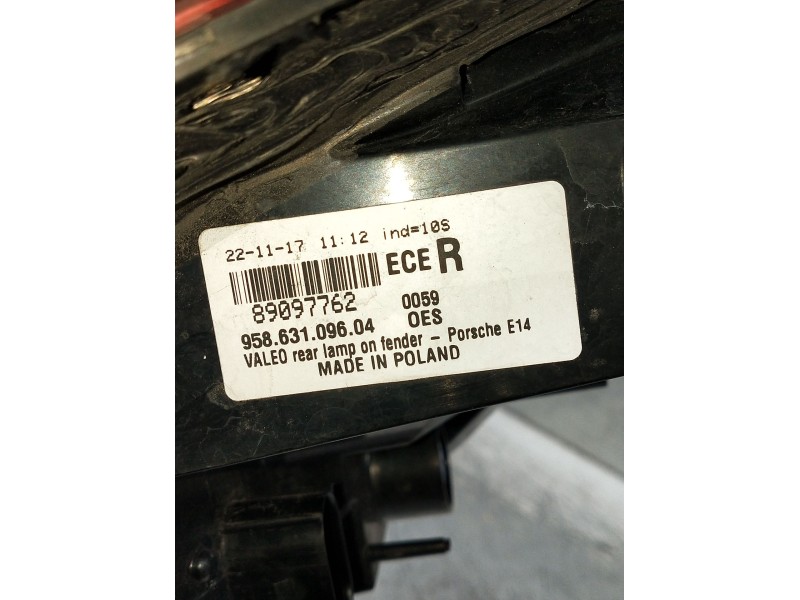 22-11-17 11:12 ind=10S
ECE R
89097762 0059
958.631.096.04 OES
VALEO rear lamp on fender - Porsche E14
MADE IN POLAND